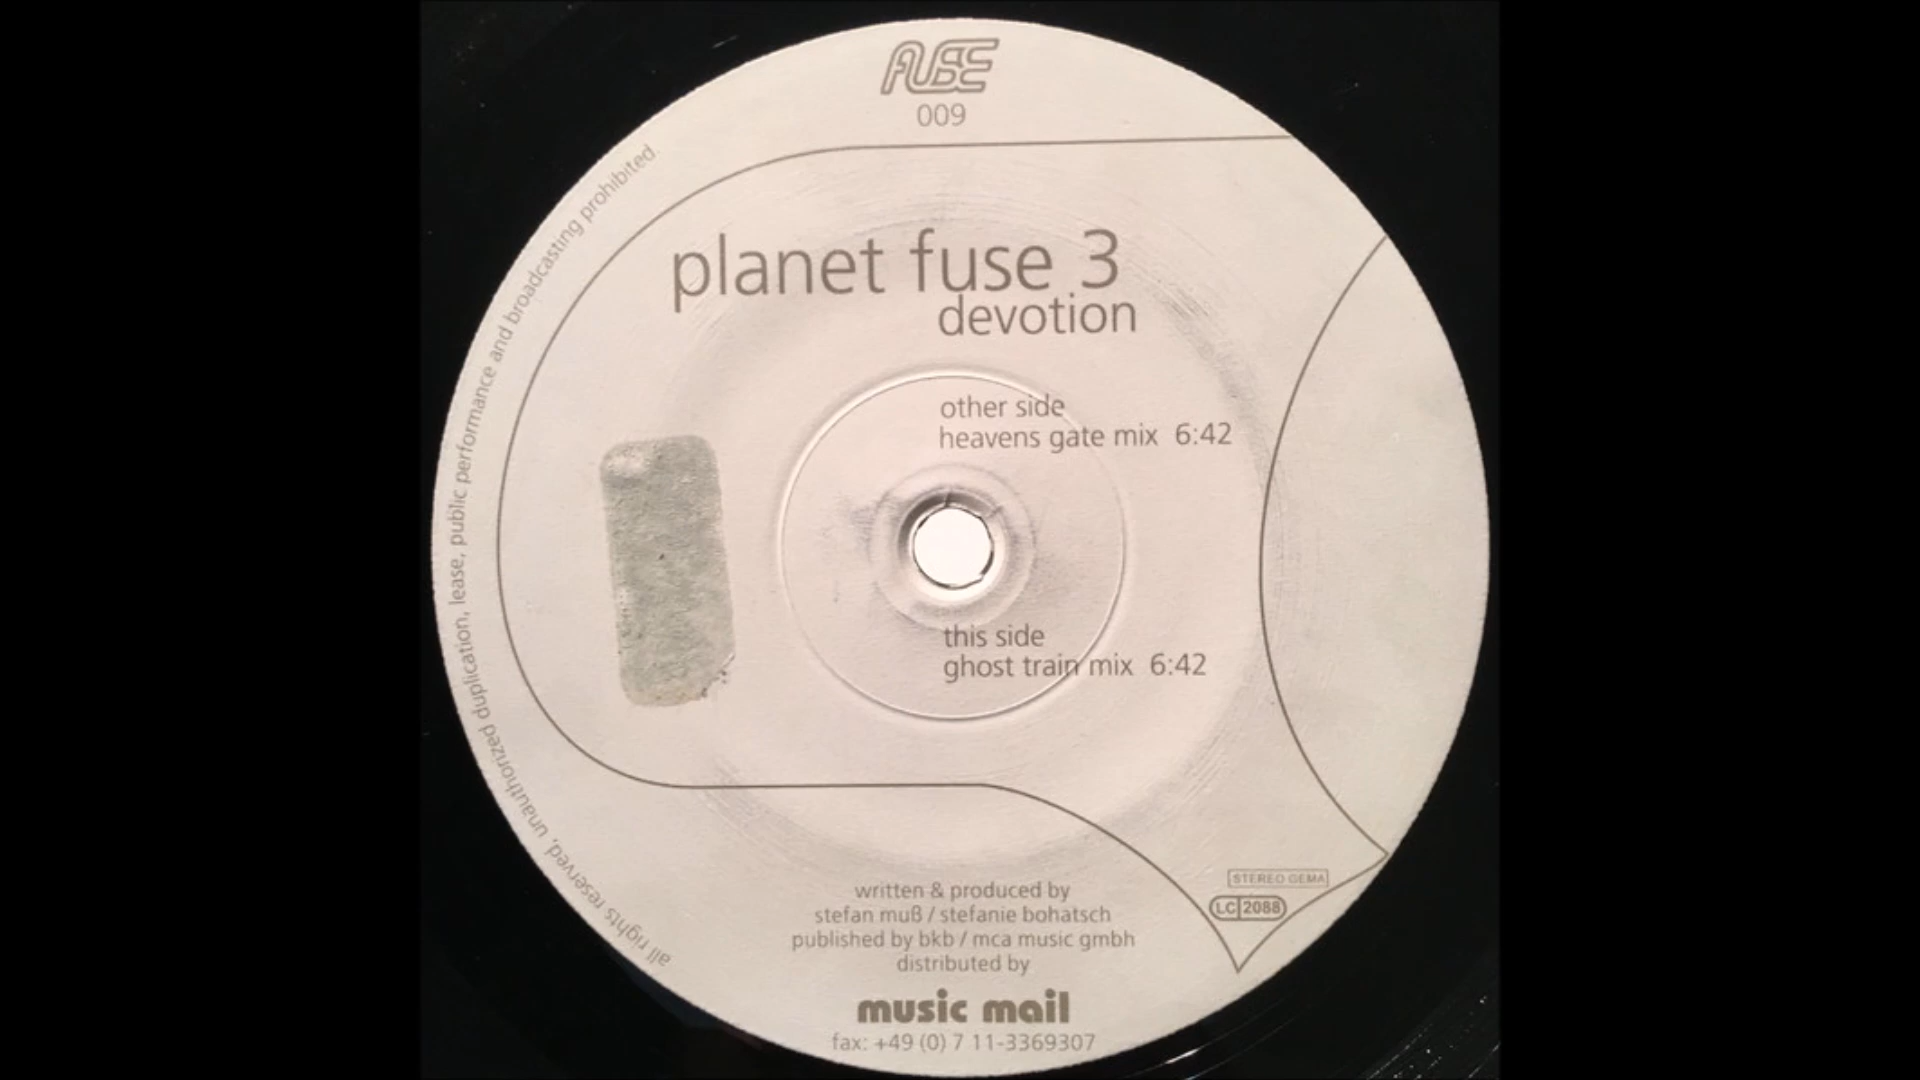 FUSE
009
planet fuse 3
devotion
other side
heavens gate mix 6:42
this side
ghost train mix 6:42
written & produced by
stefan muß / stefanie bohatsch
published by bkb / mca music gmbh
distributed by
music mail
fax: +49 (0) 7 11-3369307
STEREO GEMA
LC 2088
all rights reserved, unauthorized duplication, lease, public performance and broadcasting prohibited.